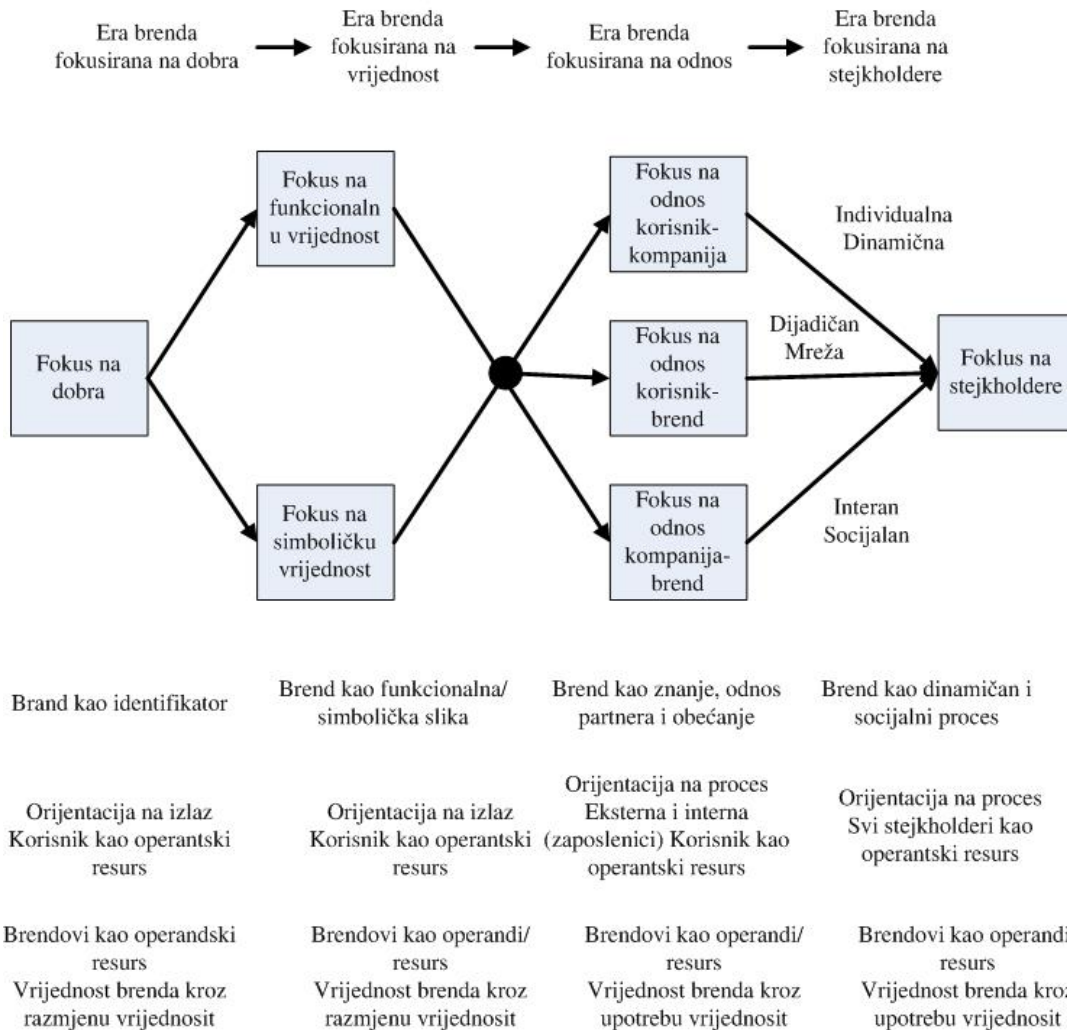 Era brenda
fokusirana na dobra
Era brenda
fokusirana na
vrijednost
Era brenda
fokusirana na odnos
Era brenda
fokusirana na
stejkholdere
Fokus na
dobra
Fokus na
funkcionaln
u vrijednost
Fokus na
simboličku
vrijednost
Fokus na
odnos
korisnik-
kompanija
Fokus na
odnos
korisnik-
brend
Fokus na
odnos
kompanija-
brend
Individualna
Dinamična
Dijadičan
Mreža
Interan
Socijalan
Foklus na
stejkholdere
Brand kao identifikator
Brend kao funkcionalna/
simbolička slika
Brend kao znanje, odnos
partnera i obećanje
Brend kao dinamičan i
socijalni proces
Orijentacija na izlaz
Korisnik kao operantski
resurs
Orijentacija na izlaz
Korisnik kao operantski
resurs
Orijentacija na proces
Eksterna i interna
(zaposlenici) Korisnik kao
operantski resurs
Orijentacija na proces
Svi stejkholderi kao
operantski resurs
Brendovi kao operandski
resurs
Vrijednost brenda kroz
razmjenu vrijednosit
Brendovi kao operandi/
resurs
Vrijednost brenda kroz
razmjenu vrijednosit
Brendovi kao operandi/
resurs
Vrijednost brenda kroz
upotrebu vrijednosit
Brendovi kao operandi
resurs
Vrijednost brenda kroz
upotrebu vrijednosit